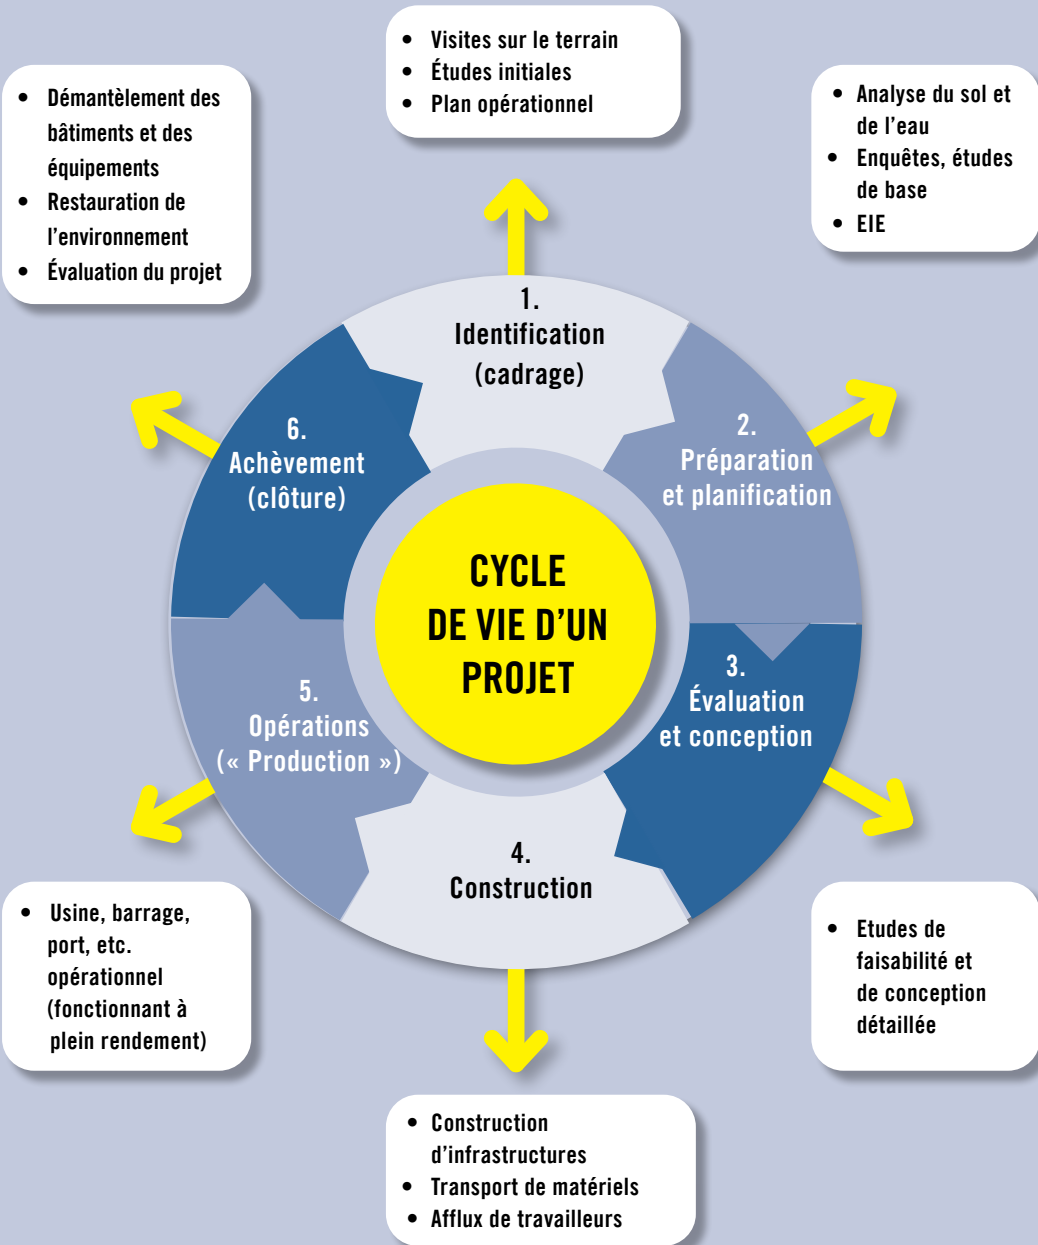 CYCLE
DE VIE D’UN
PROJET
1.
Identification
(cadrage)
• Visites sur le terrain
• Études initiales
• Plan opérationnel
2.
Préparation
et planification
• Analyse du sol et
de l’eau
• Enquêtes, études
de base
• EIE
3.
Évaluation
et conception
• Etudes de
faisabilité et
de conception
détaillée
4.
Construction
• Construction
d’infrastructures
• Transport de matériels
• Afflux de travailleurs
5.
Opérations
(« Production »)
• Usine, barrage,
port, etc.
opérationnel
(fonctionnant à
plein rendement)
6.
Achèvement
(clôture)
• Démantèlement des
bâtiments et des
équipements
• Restauration de
l’environnement
• Évaluation du projet